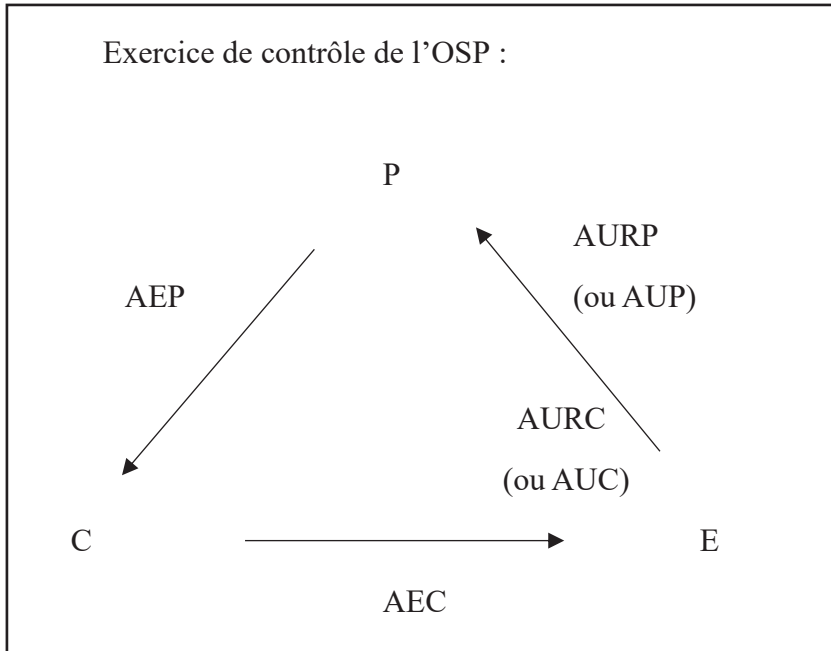 Exercice de contrôle de l’OSP :
P
AURP
AEP
(ou AUP)
AURC
(ou AUC)
C
E
AEC